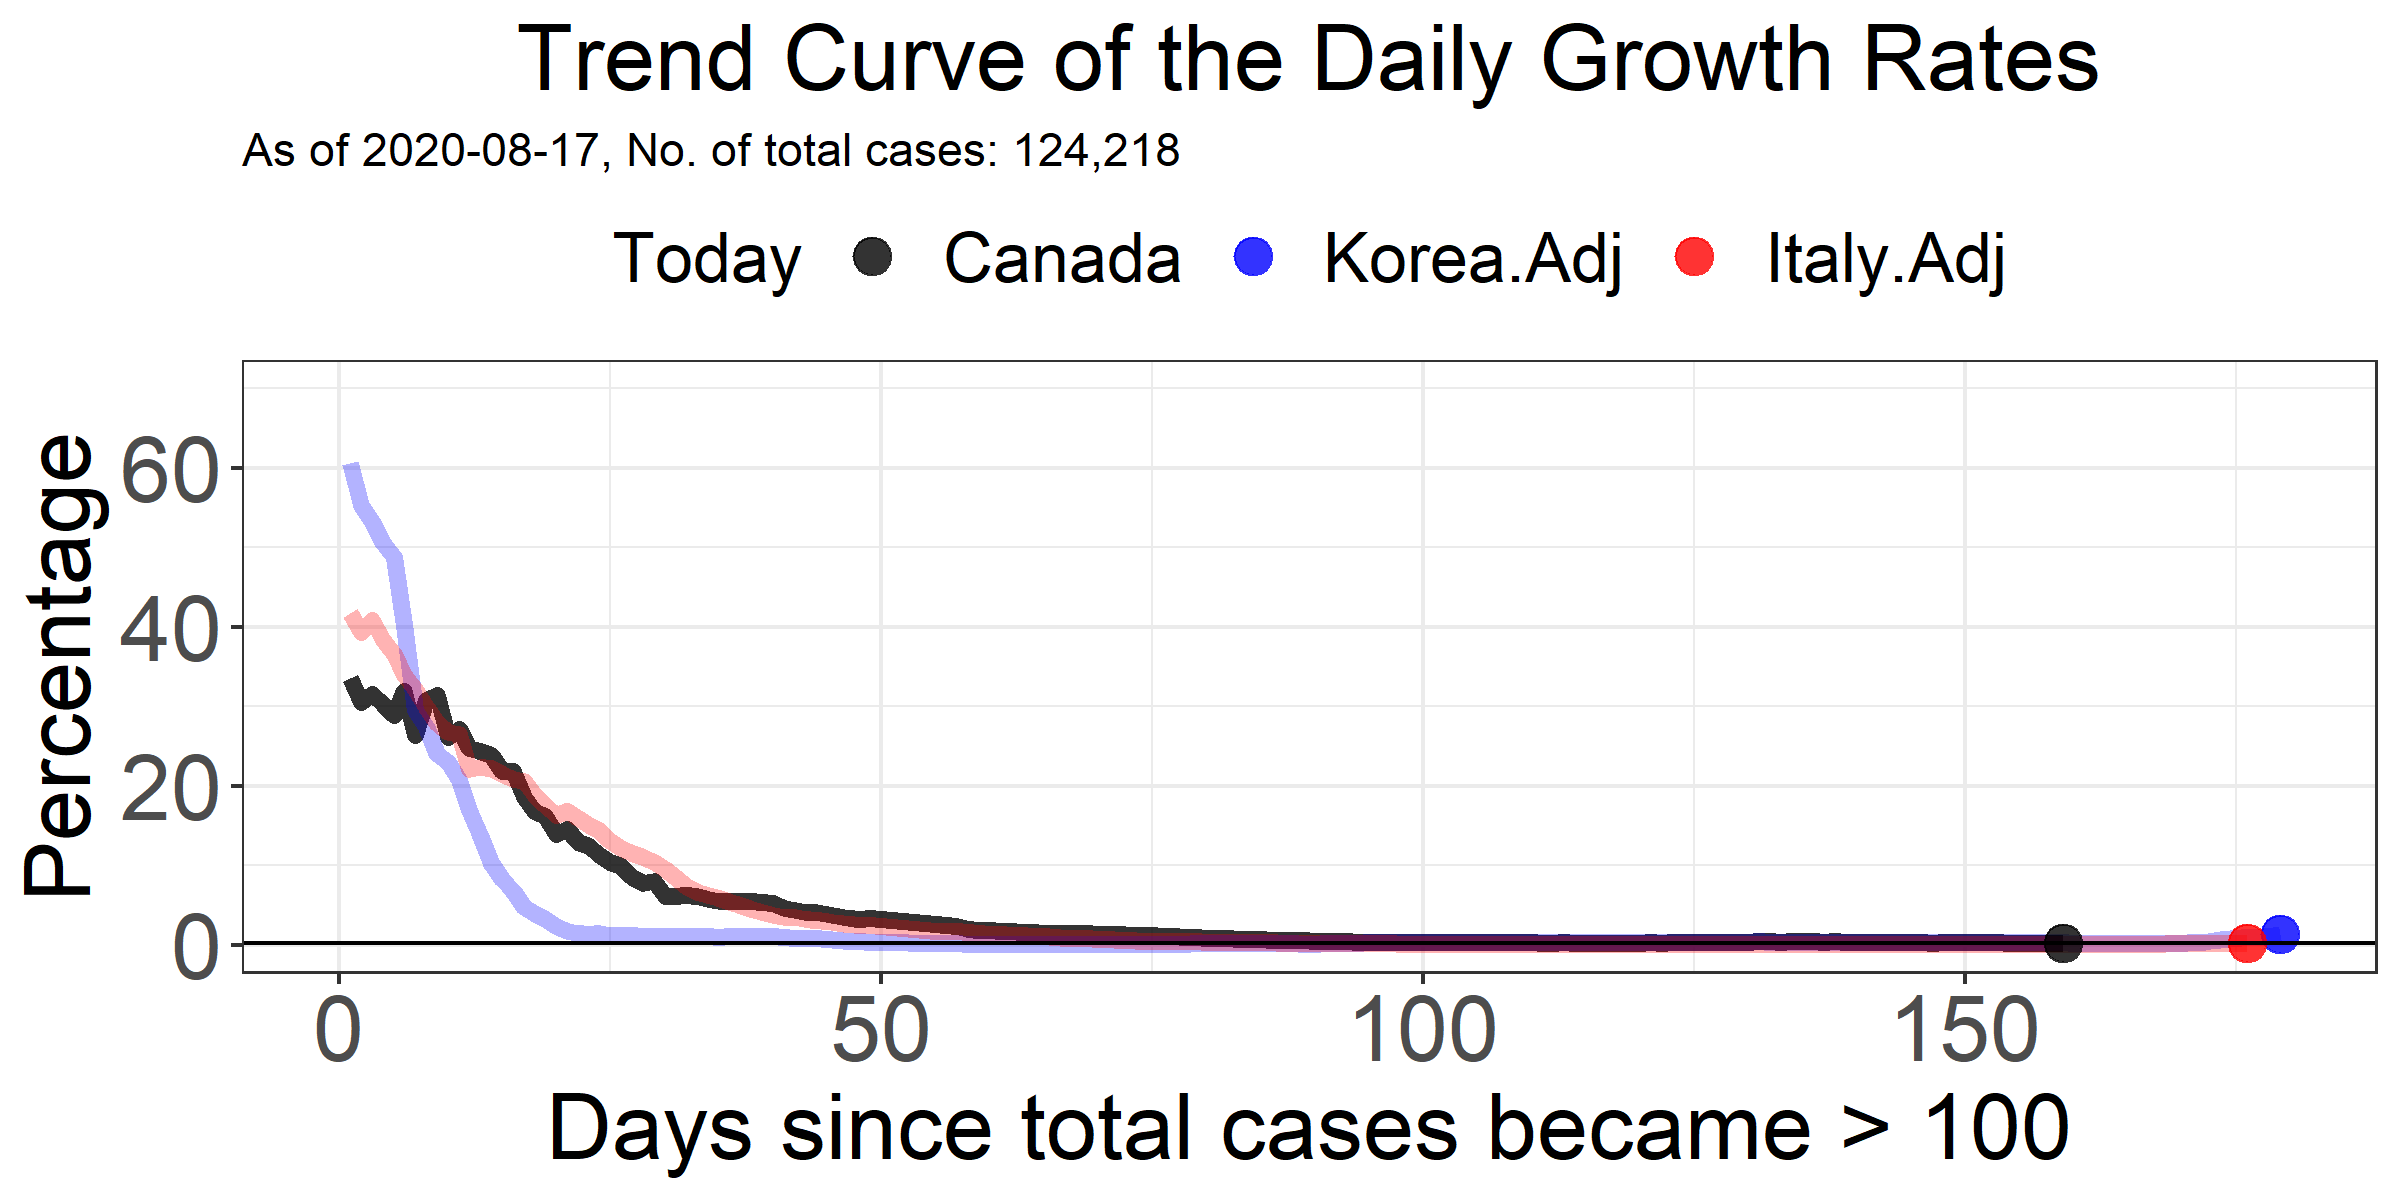 Trend Curve of the Daily Growth Rates
As of 2020-08-17, No. of total cases: 124,218
Today Canada Korea.Adj Italy.Adj
Percentage
60
40
20
0
0 50 100 150
Days since total cases became > 100